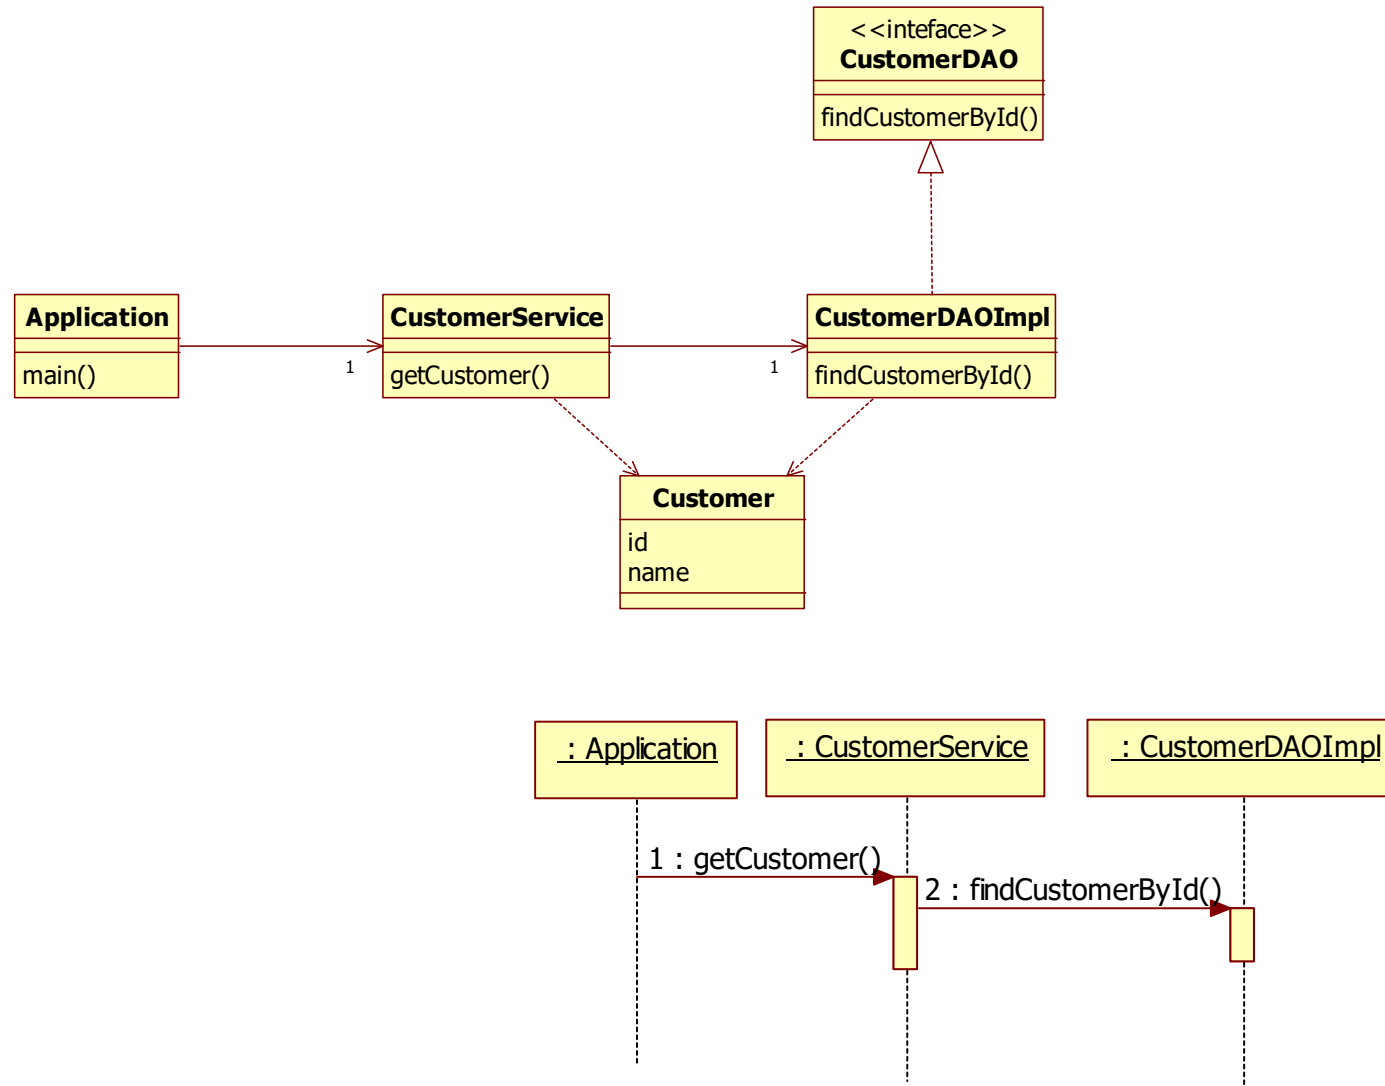 <<inteface>>
CustomerDAO
findCustomerById()
Application
main()
1
CustomerService
getCustomer()
1
CustomerDAOImpl
findCustomerById()
Customer
id
name
: Application
: CustomerService
: CustomerDAOImpl
1 : getCustomer()
2 : findCustomerById()